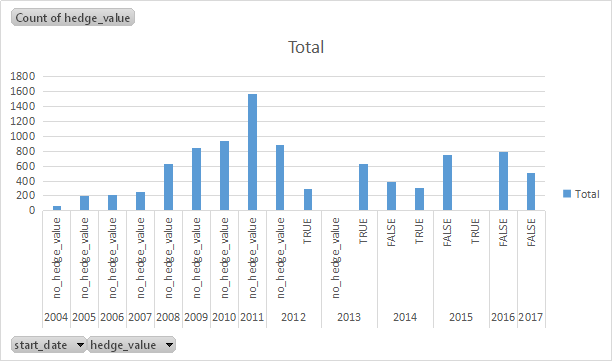 Count of hedge_value
Total
1800
1600
1400
1200
1000
800
600
400
200
0
Total
no_hedge_value
no_hedge_value
no_hedge_value
no_hedge_value
no_hedge_value
no_hedge_value
no_hedge_value
no_hedge_value
no_hedge_value
TRUE
no_hedge_value
TRUE
FALSE
TRUE
FALSE
TRUE
FALSE
FALSE
2004 2005 2006 2007 2008 2009 2010 2011 2012 2013 2014 2015 2016 2017
start_date hedge_value